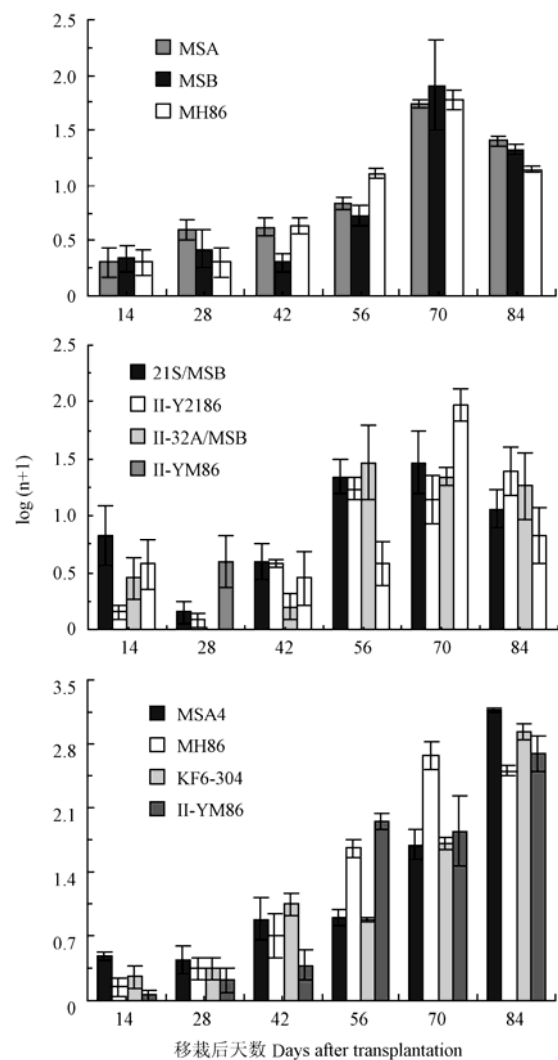 2.5
2.0
1.5
1.0
0.5
0
MSA
MSB
MH86
14 28 42 56 70 84
log (n+1)
2.5
2.0
1.5
1.0
0.5
0
21S/MSB
II-Y2186
II-32A/MSB
II-YM86
14 28 42 56 70 84
3.5
2.8
2.1
1.4
0.7
0
MSA4
MH86
KF6-304
II-YM86
14 28 42 56 70 84
移栽后天数 Days after transplantation